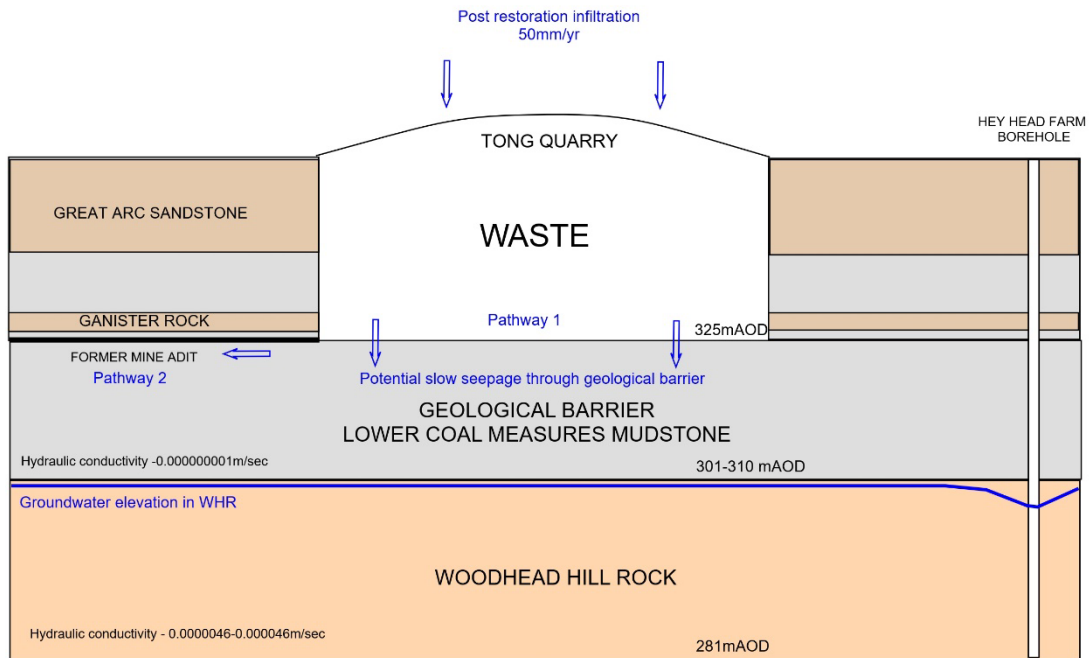 Post restoration infiltration
50mm/yr
HEY HEAD FARM
BOREHOLE
TONG QUARRY
GREAT ARC SANDSTONE
WASTE
GANISTER ROCK
Pathway 1
325mAOD
FORMER MINE ADIT
Pathway 2
Potential slow seepage through geological barrier
GEOLOGICAL BARRIER
LOWER COAL MEASURES MUDSTONE
Hydraulic conductivity -0.000000001m/sec
301-310 mAOD
Groundwater elevation in WHR
WOODHEAD HILL ROCK
Hydraulic conductivity - 0.0000046-0.000046m/sec
281mAOD